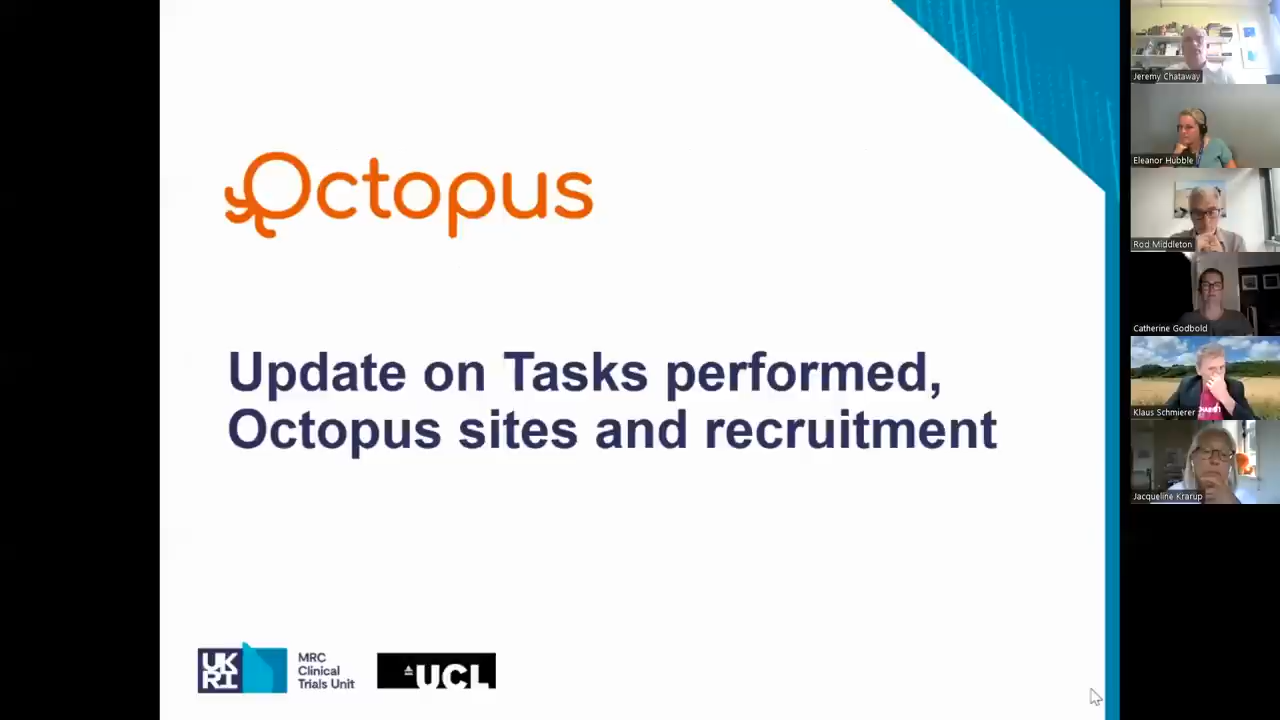 Octopus
Update on Tasks performed,
Octopus sites and recruitment
UK
RI
MRC
Clinical
Trials Unit
UCL
Jeremy Chataway
Eleanor Hubble
Rod Middleton
Catherine Godbold
Klaus Schmierer
Jacqueline Krarup